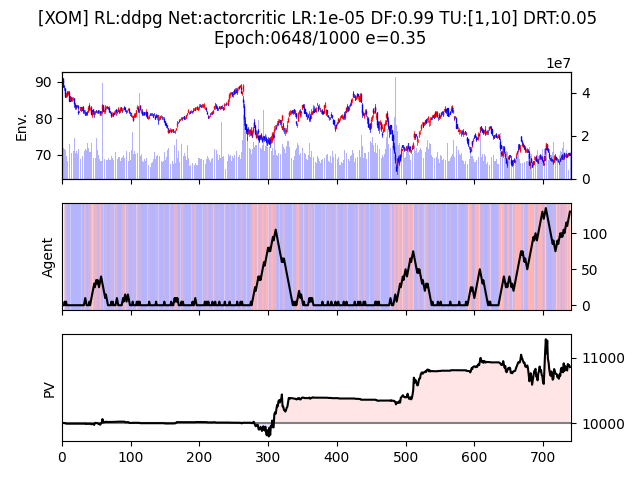 [XOM] RL:ddpg Net:actorcritic LR:1e-05 DF:0.99 TU:[1,10] DRT:0.05
Epoch:0648/1000 e=0.35
1e7
Env.
90
80
70
4
2
0
Agent
100
50
0
PV
11000
10000
0 100 200 300 400 500 600 700